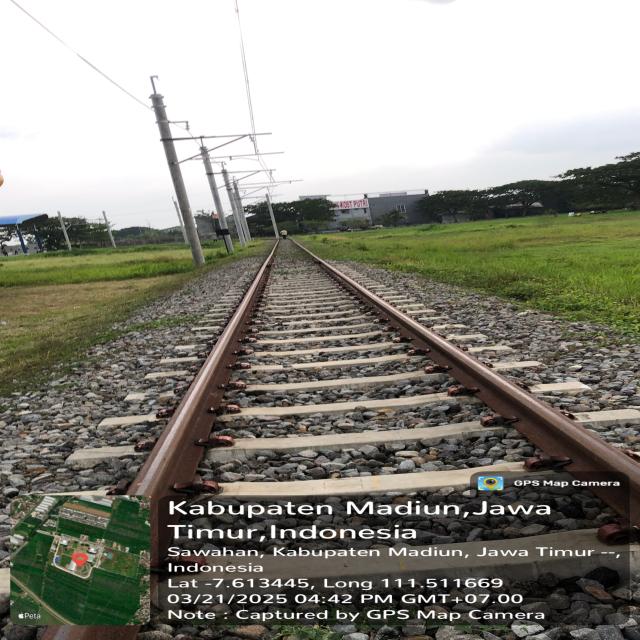 KOST PUTRI
GPS Map Camera
Kabupaten Madiun,Jawa
Timur,Indonesia
Sawahan, Kabupaten Madiun, Jawa Timur --,
Indonesia
Lat -7.613445, Long 111.511669
03/21/2025 04:42 PM GMT+07.00
Note : Captured by GPS Map Camera
Peta